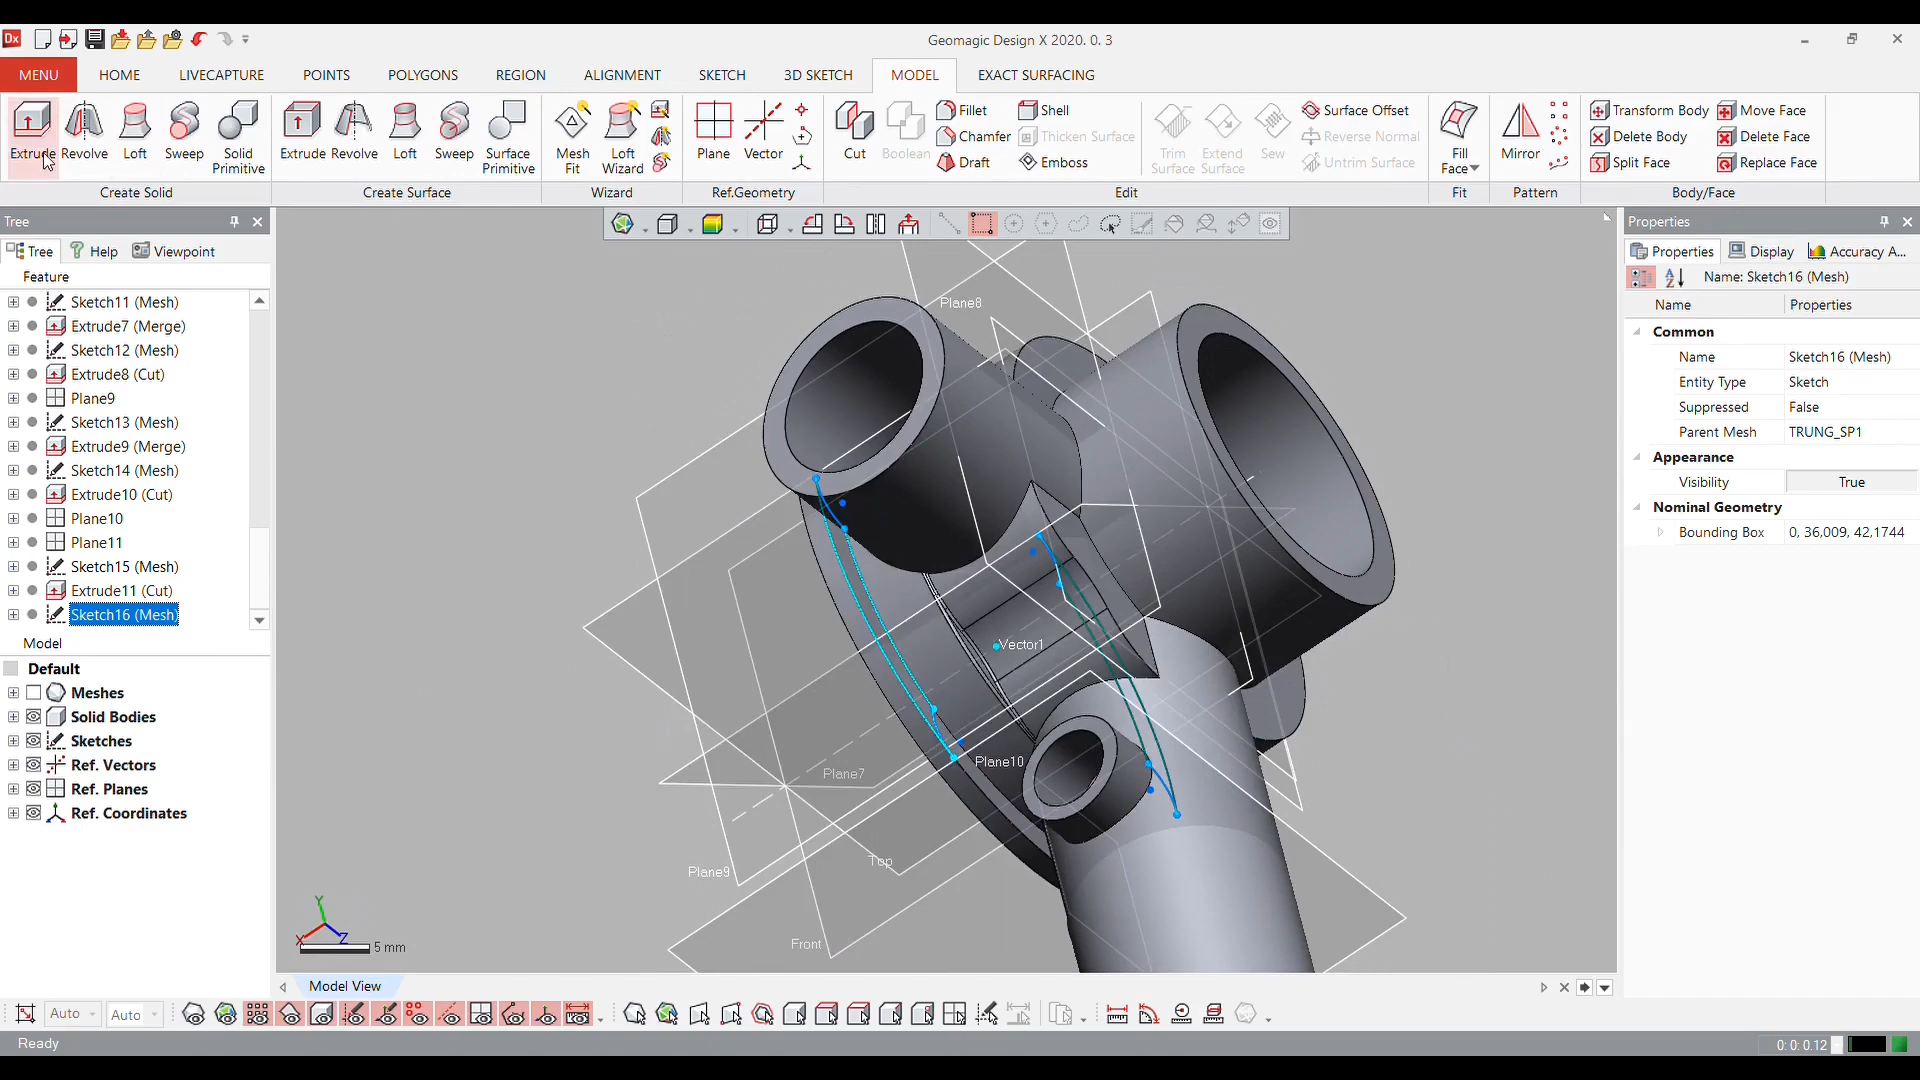 Dx
Geomagic Design X 2020. 0. 3
MENU HOME LIVECAPTURE POINTS POLYGONS REGION ALIGNMENT SKETCH 3D SKETCH MODEL EXACT SURFACING
Extrude Revolve Loft Sweep Solid Primitive
Create Solid
Extrude Revolve Loft Sweep Surface Primitive
Create Surface
Mesh Fit Loft Wizard
Wizard
Plane Vector
Ref.Geometry
Cut Boolean
Fillet Shell
Chamfer Thicken Surface
Draft Emboss
Trim Surface Extend Surface Sew
Surface Offset
Reverse Normal
Untrim Surface
Edit
Fill Face
Fit
Mirror
Pattern
Transform Body Move Face
Delete Body Delete Face
Split Face Replace Face
Body/Face
Tree
Tree Help Viewpoint
Feature
Sketch11 (Mesh)
Extrude7 (Merge)
Sketch12 (Mesh)
Extrude8 (Cut)
Plane9
Sketch13 (Mesh)
Extrude9 (Merge)
Sketch14 (Mesh)
Extrude10 (Cut)
Plane10
Plane11
Sketch15 (Mesh)
Extrude11 (Cut)
Sketch16 (Mesh)
Model
Default
Meshes
Solid Bodies
Sketches
Ref. Vectors
Ref. Planes
Ref. Coordinates
Plane8
Vector1
Plane10
Plane7
Top
Plane9
Front
Y
X
Z
5 mm
Model View
Properties
Properties Display Accuracy A...
Name: Sketch16 (Mesh)
Name Properties
Common
Name Sketch16 (Mesh)
Entity Type Sketch
Suppressed False
Parent Mesh TRUNG_SP1
Appearance
Visibility True
Nominal Geometry
Bounding Box 0, 36,009, 42,1744
Auto Auto
Ready
0: 0: 0.12